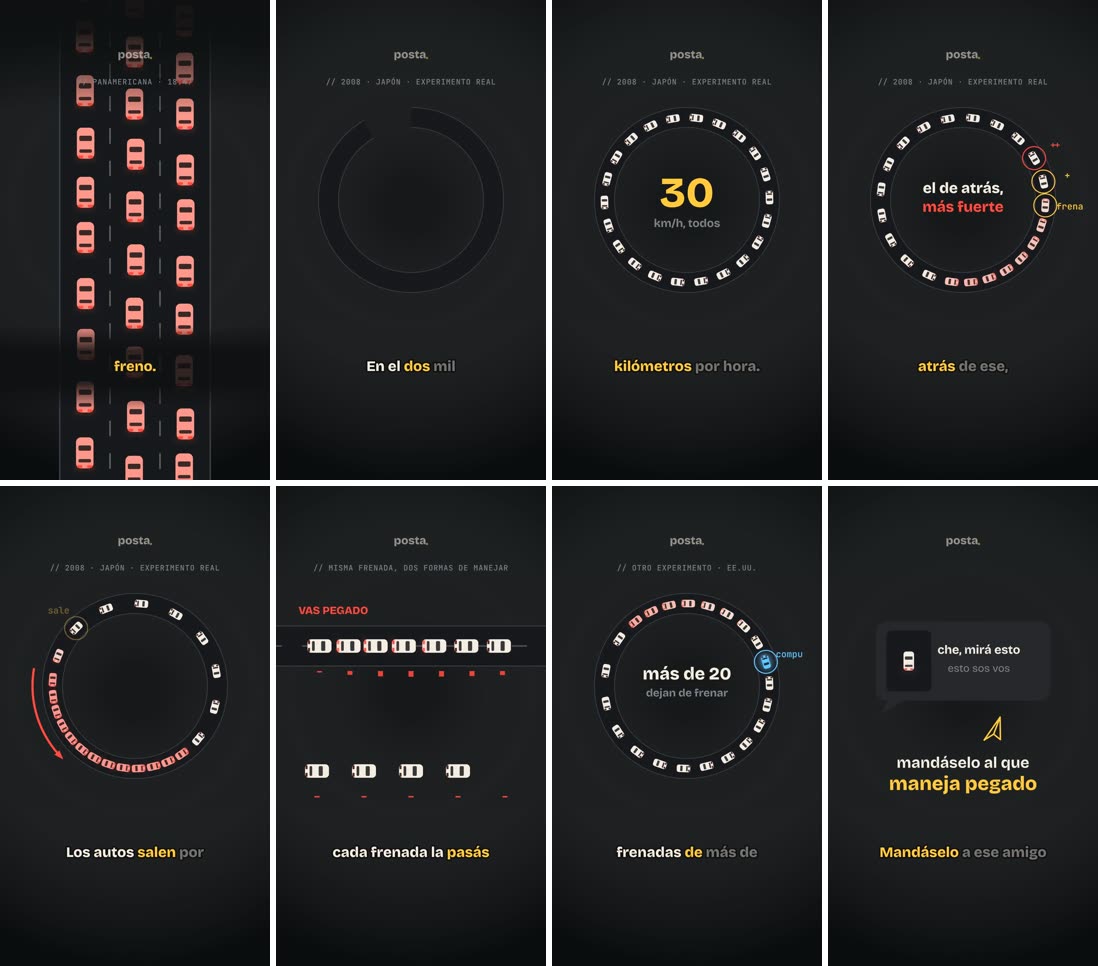 posta.
PANAMERICANA · 18:
freno.
posta.
// 2008 · JAPÓN · EXPERIMENTO REAL
En el dos mil
posta.
// 2008 · JAPÓN · EXPERIMENTO REAL
30
km/h, todos
kilómetros por hora.
posta.
// 2008 · JAPÓN · EXPERIMENTO REAL
++
+
frena
el de atrás,
más fuerte
atrás de ese,
posta.
// 2008 · JAPÓN · EXPERIMENTO REAL
sale
Los autos salen por
posta.
// MISMA FRENADA, DOS FORMAS DE MANEJAR
VAS PEGADO
cada frenada la pasás
posta.
// OTRO EXPERIMENTO · EE.UU.
compu
más de 20
dejan de frenar
frenadas de más de
posta.
che, mirá esto
esto sos vos
mandáselo al que
maneja pegado
Mandáselo a ese amigo